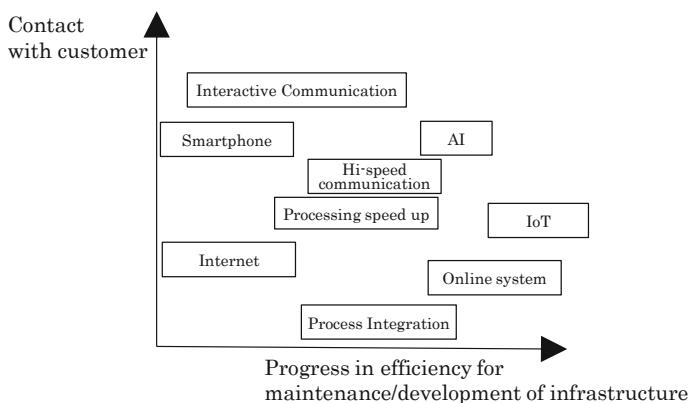 Contact
with customer
Interactive Communication
Smartphone
AI
Hi-speed
communication
Processing speed up
IoT
Internet
Online system
Process Integration
Progress in efficiency for
maintenance/development of infrastructure